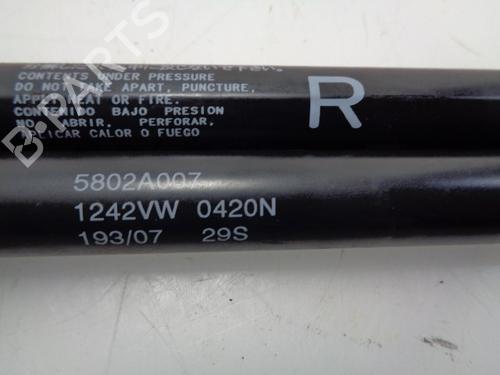 CONTENTS UNDER PRESSURE
DO NOT TAKE APART, PUNCTURE,
APPLY HEAT OR FIRE.
CONTENIDO BAJO PRESION
NO ABRIR, PERFORAR,
APLICAR CALOR O FUEGO
R
5802A007
1242VW 0420N
193/07 29S
B-Parts